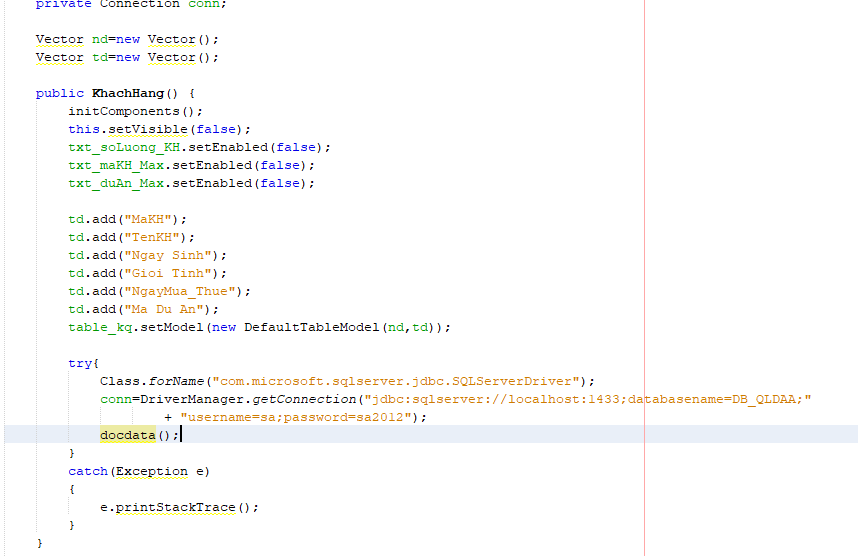 private Connection conn;
Vector nd=new Vector();
Vector td=new Vector();
public KhachHang() {
initComponents();
this.setVisible(false);
txt_soLuong_KH.setEnabled(false);
txt_maKH_Max.setEnabled(false);
txt_duAn_Max.setEnabled(false);
td.add("MaKH");
td.add("TenKH");
td.add("Ngay Sinh");
td.add("Gioi Tinh");
td.add("NgayMua_Thue");
td.add("Ma Du An");
table_kq.setModel(new DefaultTableModel(nd,td));
try{
Class.forName("com.microsoft.sqlserver.jdbc.SQLServerDriver");
conn=DriverManager.getConnection("jdbc:sqlserver://localhost:1433;databasename=DB_QLDAA;"
+ "username=sa;password=sa2012");
docdata();
}
catch(Exception e)
{
e.printStackTrace();
}
}